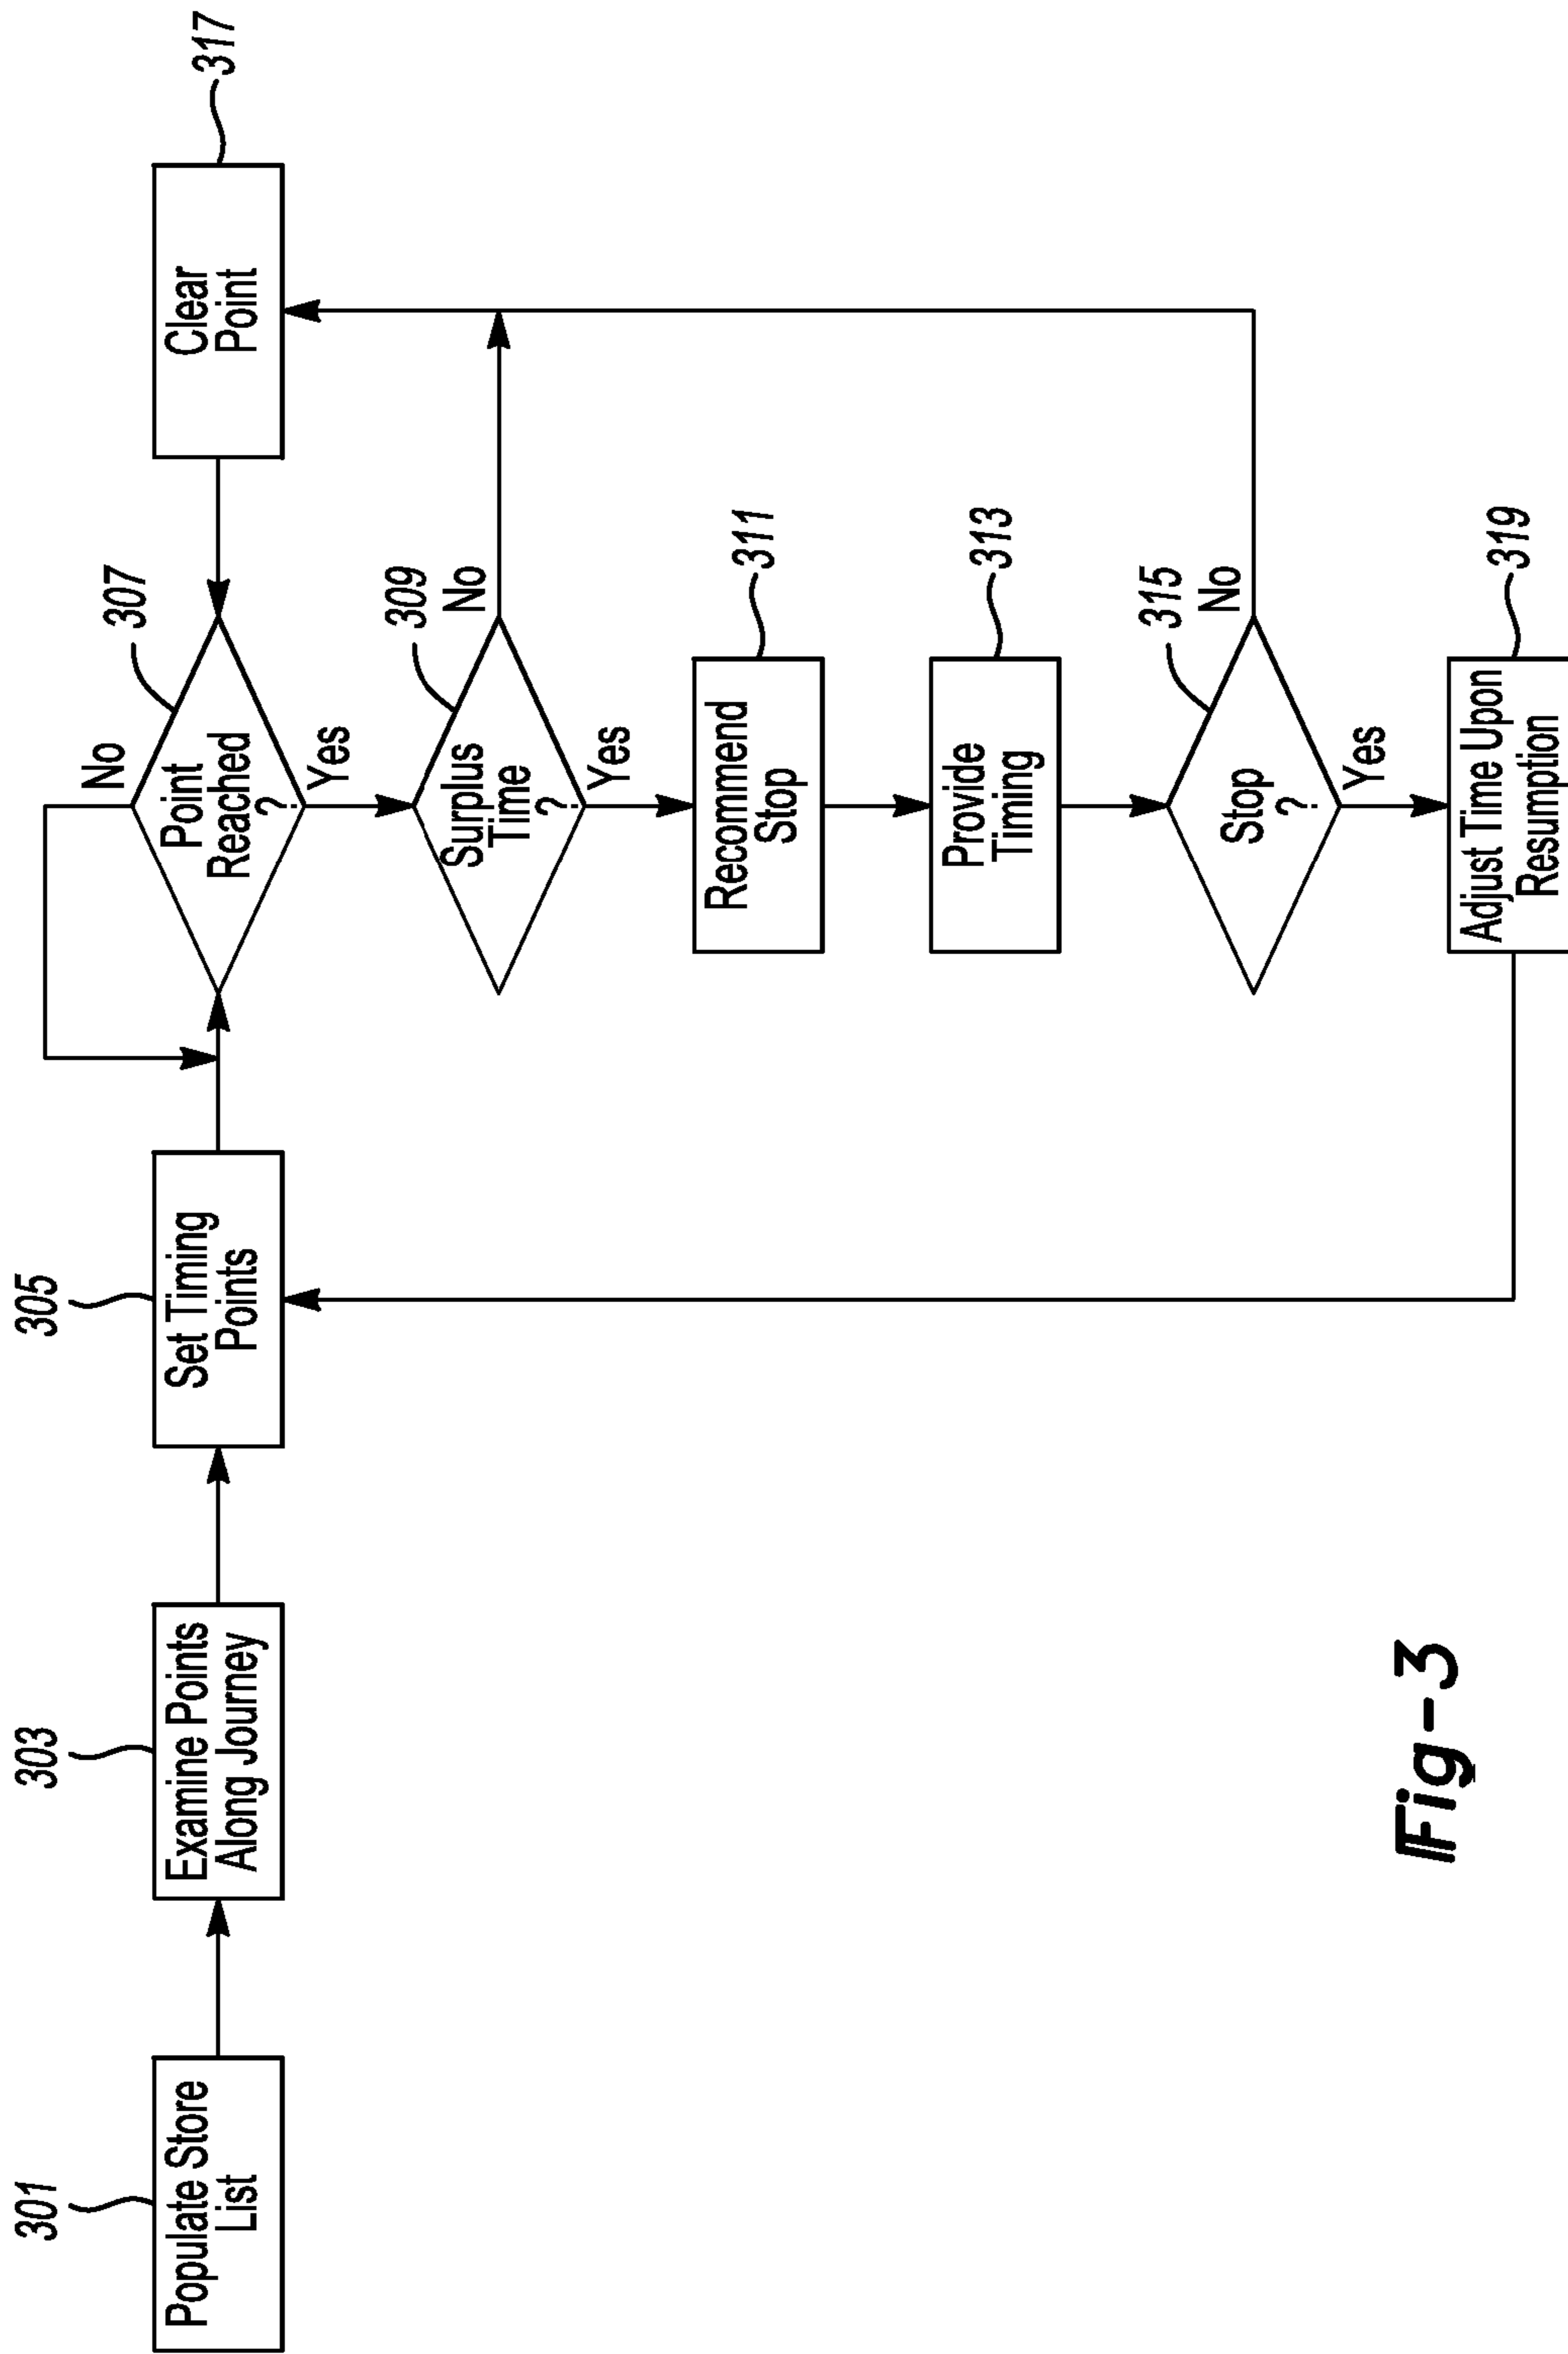 301
Populate Store
List
303
Examine Points
Along Journey
305
Set Timing
Points
No
307
Point
Reached
?
Yes
317
Clear
Point
309
Surplus
Time
?
No
Yes
311
Recommend
Stop
313
Provide
Timing
315
Stop
?
No
Yes
319
Adjust Time Upon
Resumption
Fig-3